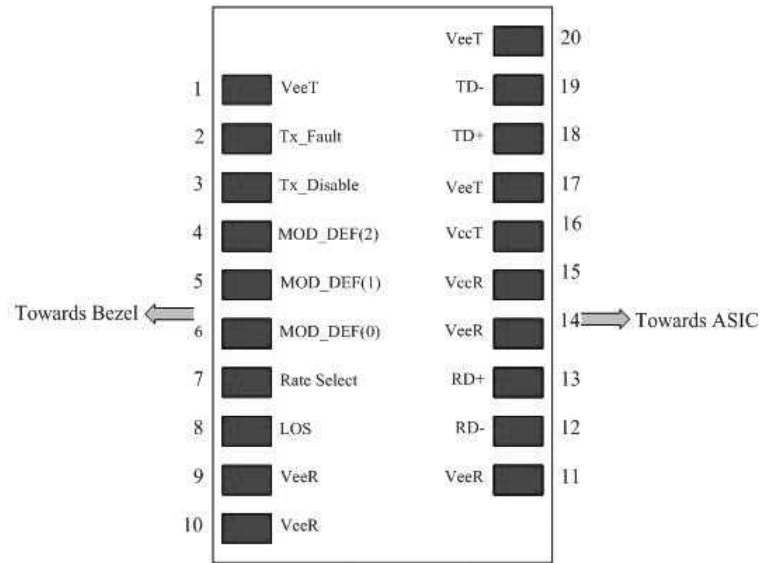 VeeT 20
1 VeeT TD- 19
2 Tx_Fault TD+ 18
3 Tx_Disable VeeT 17
4 MOD_DEF(2) VccT 16
5 MOD_DEF(1) VccR 15
Towards Bezel 6 MOD_DEF(0) VeeR 14 Towards ASIC
7 Rate Select RD+ 13
8 LOS RD- 12
9 VeeR VeeR 11
10 VeeR